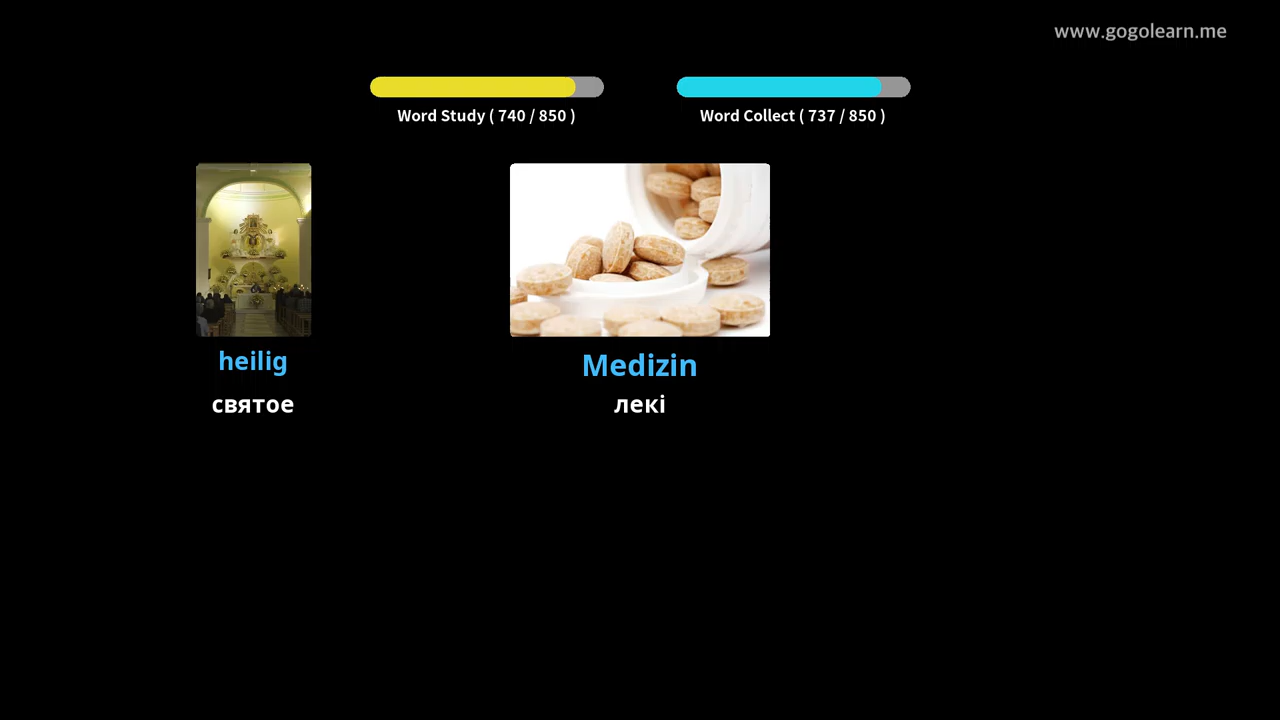 www.gogolearn.me
Word Study ( 740 / 850 )
Word Collect ( 737 / 850 )
heilig
святое
Medizin
лекі